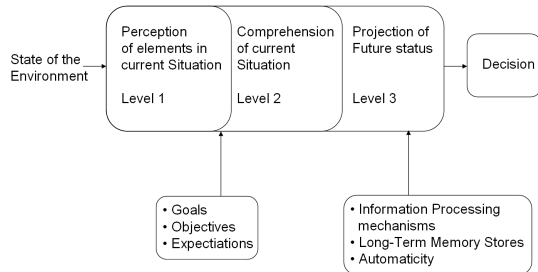 State of the
Environment
Perception
of elements in
current Situation
Level 1
Comprehension
of current
Situation
Level 2
Projection of
Future status
Level 3
Decision
• Goals
• Objectives
• Expectations
• Information Processing
mechanisms
• Long-Term Memory Stores
• Automaticity